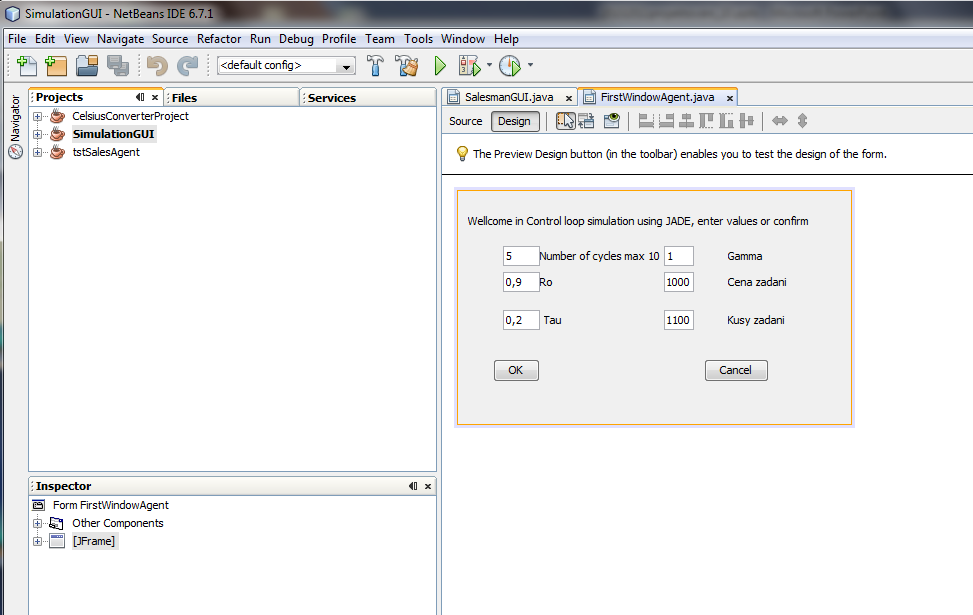 SimulationGUI - NetBeans IDE 6.7.1
File Edit View Navigate Source Refactor Run Debug Profile Team Tools Window Help
<default config>
Navigator
Projects
Files
Services
CelsiusConverterProject
SimulationGUI
tstSalesAgent
SalesmanGUI.java
FirstWindowAgent.java
Source Design
The Preview Design button (in the toolbar) enables you to test the design of the form.
Wellcome in Control loop simulation using JADE, enter values or confirm
5 Number of cycles max 10 1 Gamma
0,9 Ro 1000 Cena zadani
0,2 Tau 1100 Kusy zadani
OK Cancel
Inspector
Form FirstWindowAgent
Other Components
[JFrame]